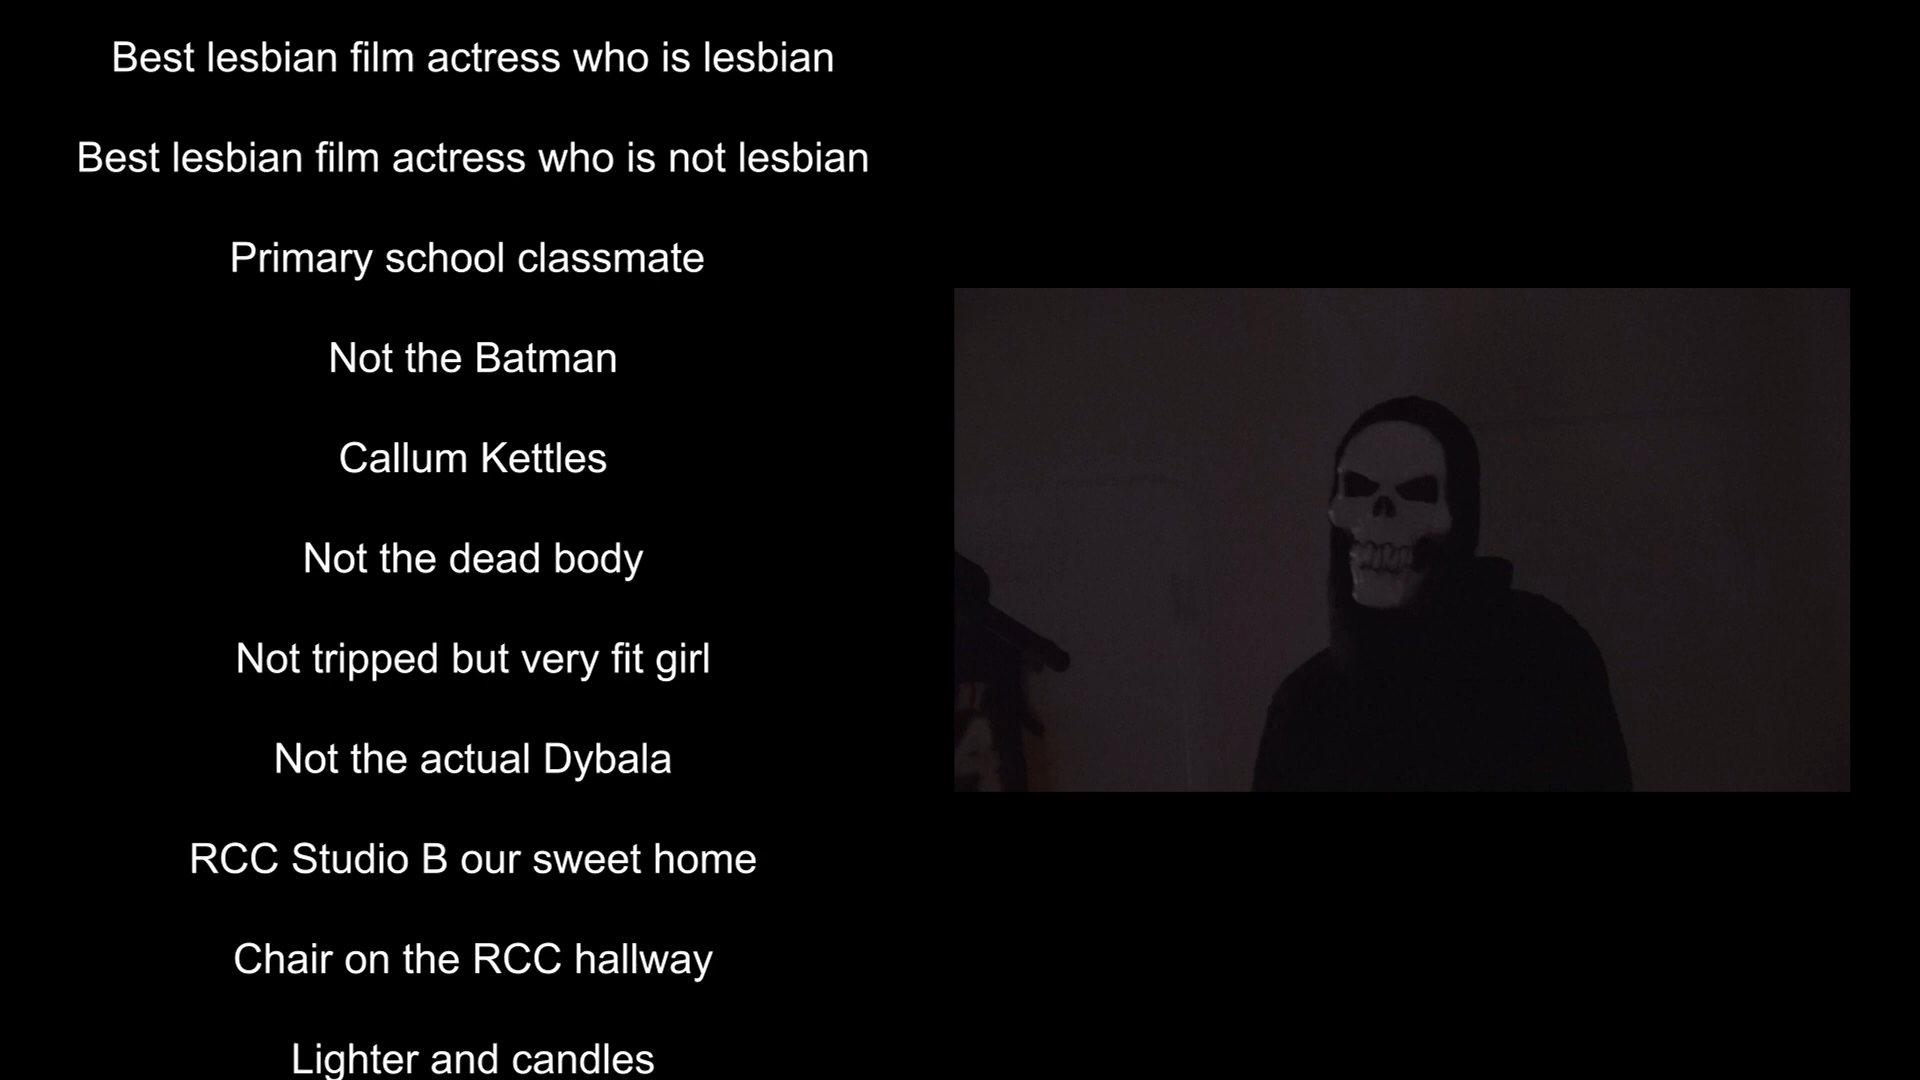 Best lesbian film actress who is lesbian
Best lesbian film actress who is not lesbian
Primary school classmate
Not the Batman
Callum Kettles
Not the dead body
Not tripped but very fit girl
Not the actual Dybala
RCC Studio B our sweet home
Chair on the RCC hallway
Lighter and candles